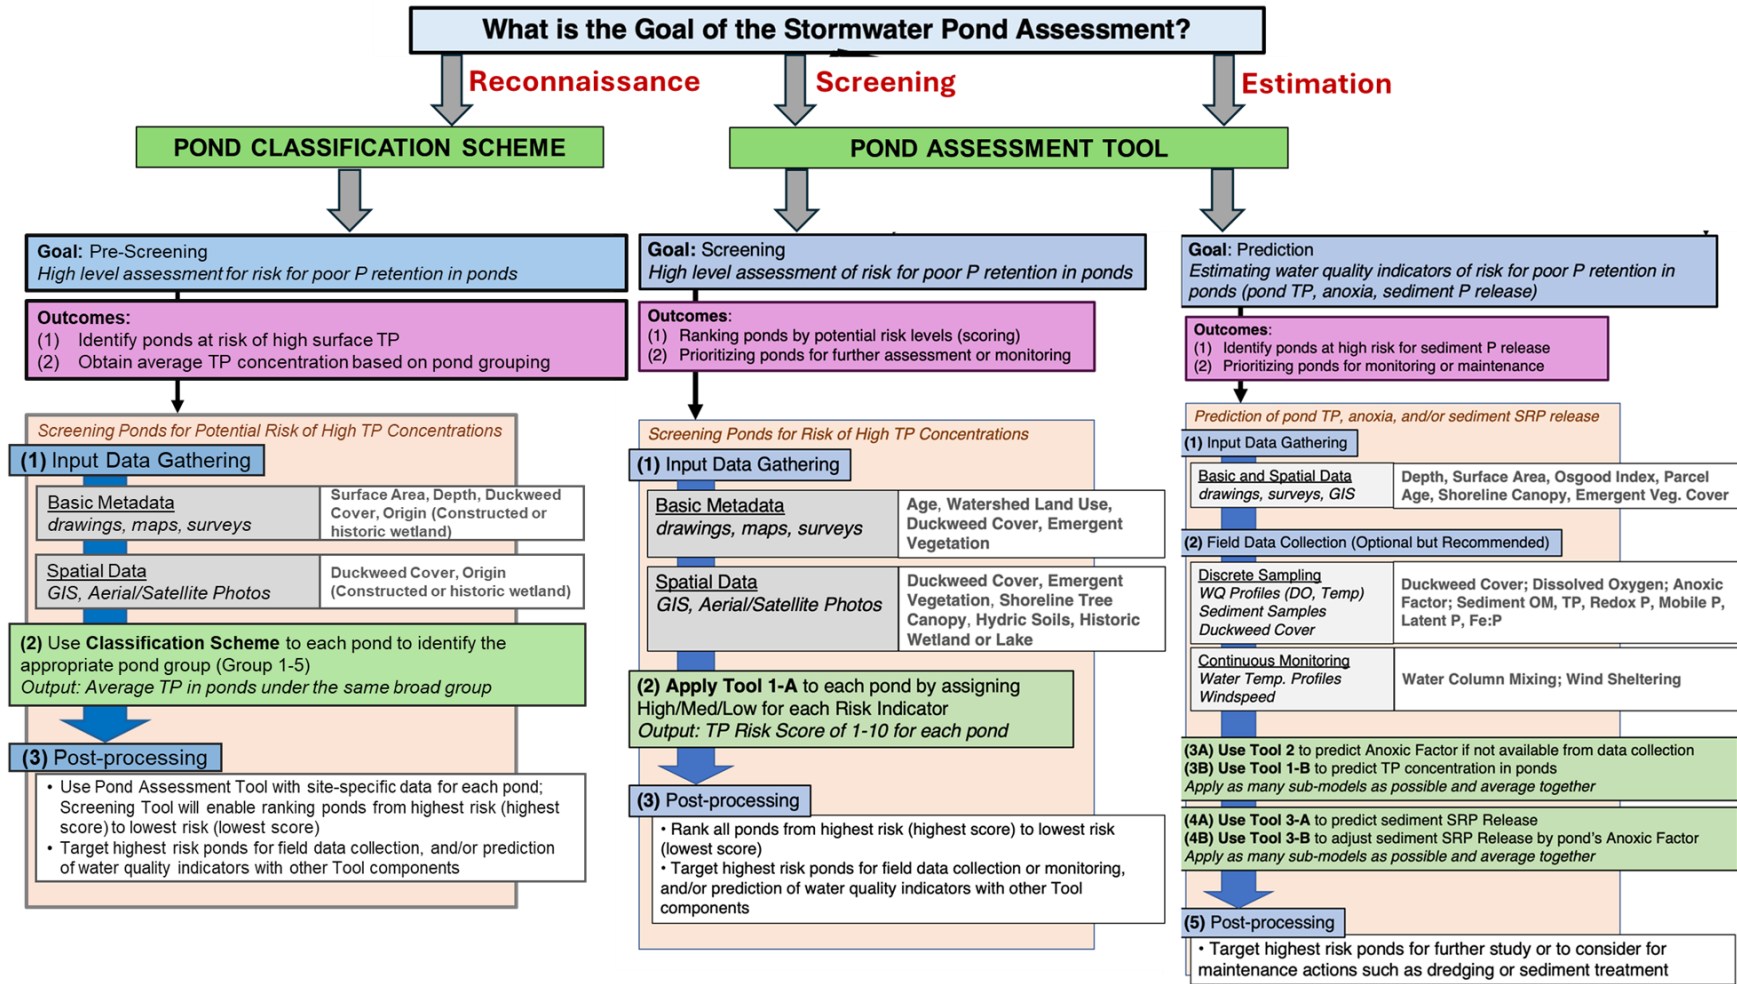 What is the Goal of the Stormwater Pond Assessment?
Reconnaissance
Screening
Estimation
POND CLASSIFICATION SCHEME
POND ASSESSMENT TOOL
Goal: Pre-Screening
High level assessment for risk for poor P retention in ponds
Outcomes:
(1) Identify ponds at risk of high surface TP
(2) Obtain average TP concentration based on pond grouping
Screening Ponds for Potential Risk of High TP Concentrations
(1) Input Data Gathering
Basic Metadata
drawings, maps, surveys
Surface Area, Depth, Duckweed
Cover, Origin (Constructed or
historic wetland)
Spatial Data
GIS, Aerial/Satellite Photos
Duckweed Cover, Origin
(Constructed or historic wetland)
(2) Use Classification Scheme to each pond to identify the
appropriate pond group (Group 1-5)
Output: Average TP in ponds under the same broad group
(3) Post-processing
• Use Pond Assessment Tool with site-specific data for each pond;
Screening Tool will enable ranking ponds from highest risk (highest
score) to lowest risk (lowest score)
• Target highest risk ponds for field data collection, and/or prediction
of water quality indicators with other Tool components
Goal: Screening
High level assessment of risk for poor P retention in ponds
Outcomes:
(1) Ranking ponds by potential risk levels (scoring)
(2) Prioritizing ponds for further assessment or monitoring
Screening Ponds for Risk of High TP Concentrations
(1) Input Data Gathering
Basic Metadata
drawings, maps, surveys
Age, Watershed Land Use,
Duckweed Cover, Emergent
Vegetation
Spatial Data
GIS, Aerial/Satellite Photos
Duckweed Cover, Emergent
Vegetation, Shoreline Tree
Canopy, Hydric Soils, Historic
Wetland or Lake
(2) Apply Tool 1-A to each pond by assigning
High/Med/Low for each Risk Indicator
Output: TP Risk Score of 1-10 for each pond
(3) Post-processing
• Rank all ponds from highest risk (highest score) to lowest risk
(lowest score)
• Target highest risk ponds for field data collection or monitoring,
and/or prediction of water quality indicators with other Tool
components
Goal: Prediction
Estimating water quality indicators of risk for poor P retention in
ponds (pond TP, anoxia, sediment P release)
Outcomes:
(1) Identify ponds at high risk for sediment P release
(2) Prioritizing ponds for monitoring or maintenance
Prediction of pond TP, anoxia, and/or sediment SRP release
(1) Input Data Gathering
Basic and Spatial Data
drawings, surveys, GIS
Depth, Surface Area, Osgood Index, Parcel
Age, Shoreline Canopy, Emergent Veg. Cover
(2) Field Data Collection (Optional but Recommended)
Discrete Sampling
WQ Profiles (DO, Temp)
Sediment Samples
Duckweed Cover
Duckweed Cover; Dissolved Oxygen; Anoxic
Factor; Sediment OM, TP, Redox P, Mobile P,
Latent P, Fe:P
Continuous Monitoring
Water Temp. Profiles
Windspeed
Water Column Mixing; Wind Sheltering
(3A) Use Tool 2 to predict Anoxic Factor if not available from data collection
(3B) Use Tool 1-B to predict TP concentration in ponds
Apply as many sub-models as possible and average together
(4A) Use Tool 3-A to predict sediment SRP Release
(4B) Use Tool 3-B to adjust sediment SRP Release by pond's Anoxic Factor
Apply as many sub-models as possible and average together
(5) Post-processing
• Target highest risk ponds for further study or to consider for
maintenance actions such as dredging or sediment treatment